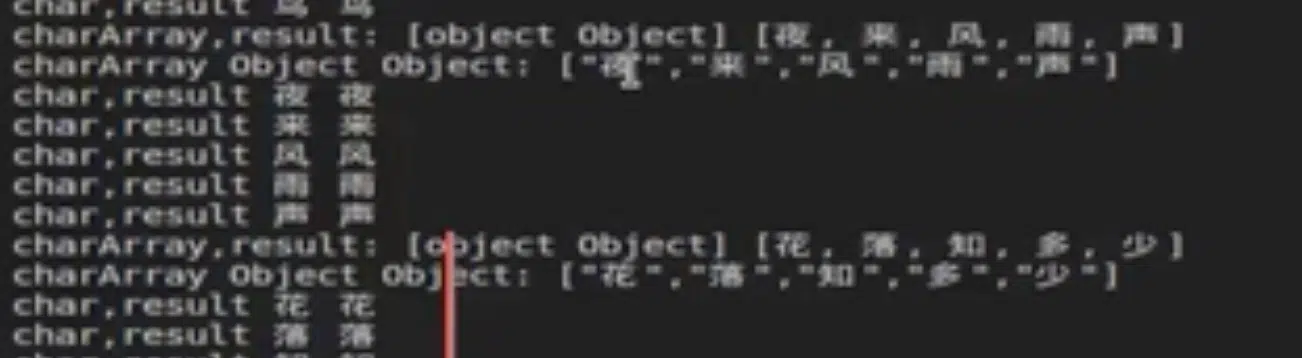 char,result 鸟 鸟
charArray,result: [object Object] [夜, 来, 风, 雨, 声]
charArray Object Object: ["夜","来","风","雨","声"]
char,result 夜 夜
char,result 来 来
char,result 风 风
char,result 雨 雨
char,result 声 声
charArray,result: [object Object] [花, 落, 知, 多, 少]
charArray Object Object: ["花","落","知","多","少"]
char,result 花 花
char,result 落 落